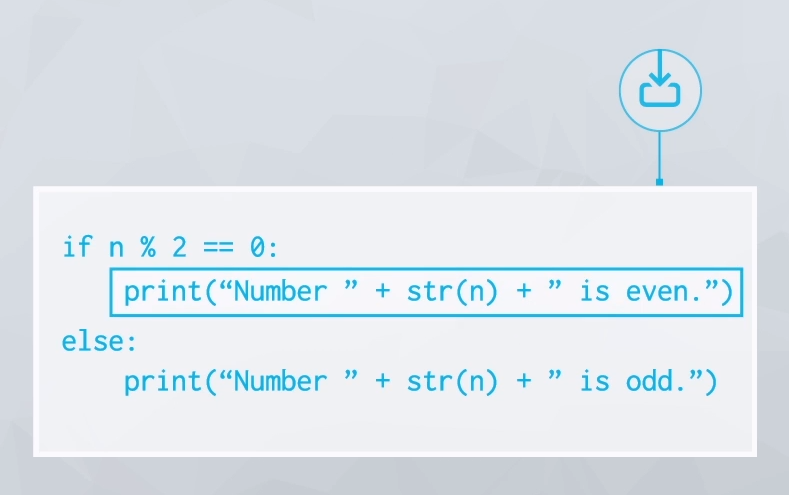 if n % 2 == 0:
    print(“Number ” + str(n) + ” is even.”)
else:
    print(“Number ” + str(n) + ” is odd.”)